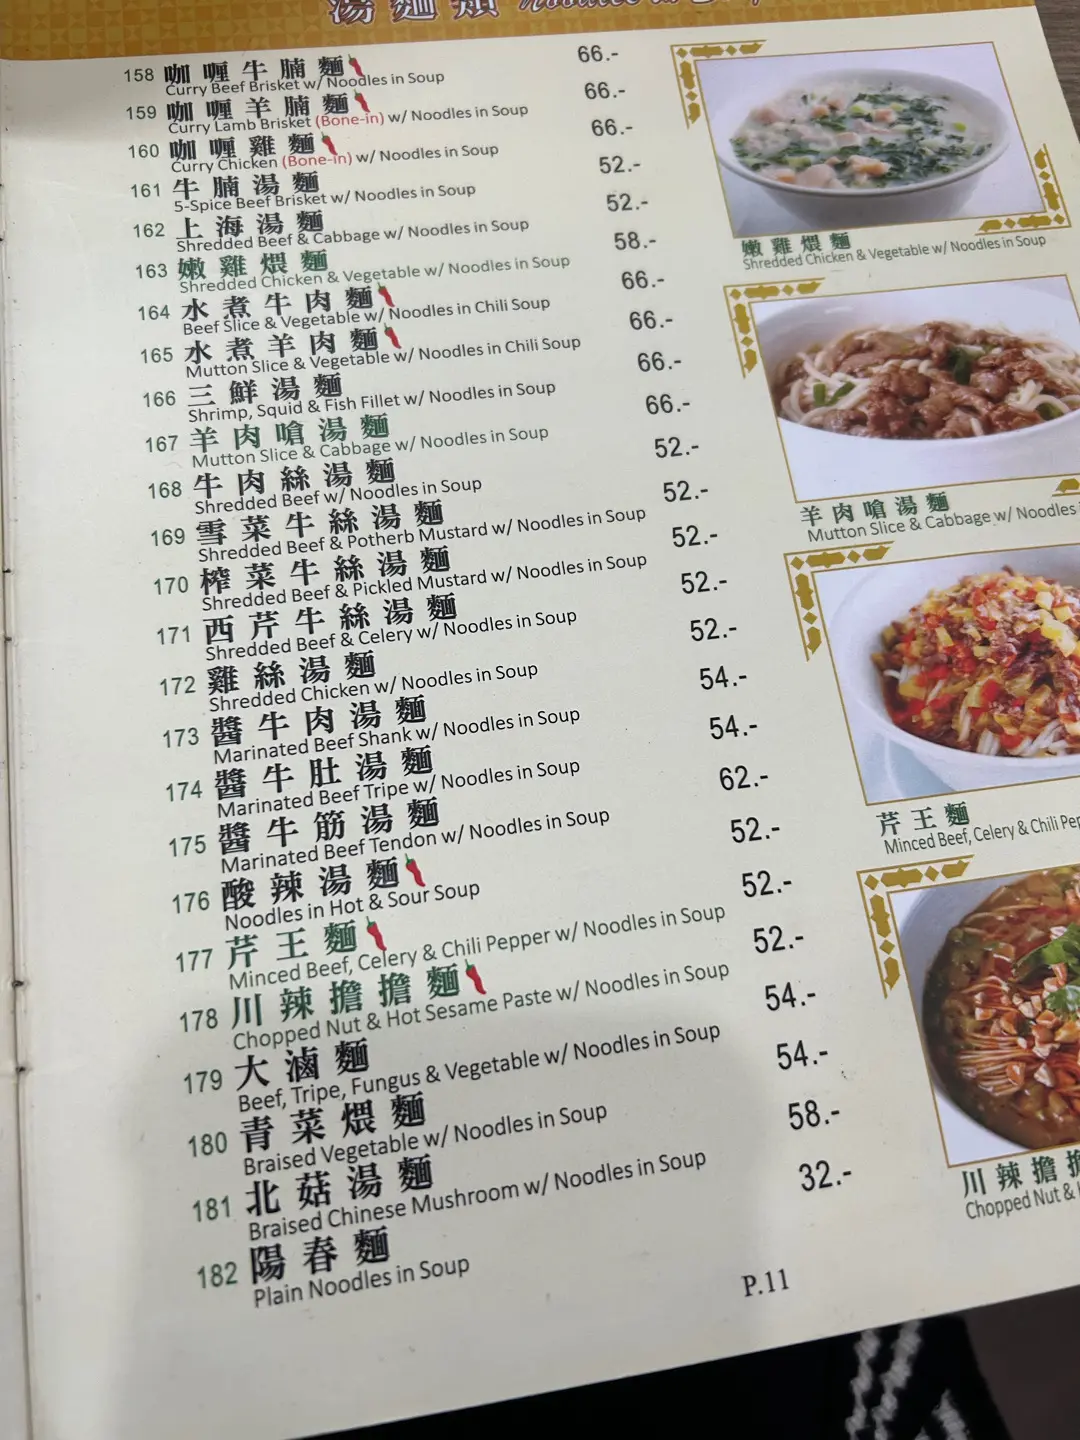 湯 麵 類
158 咖 喱 牛 腩 麵 66.-
Curry Beef Brisket w/ Noodles in Soup
159 咖 喱 羊 腩 麵 66.-
Curry Lamb Brisket (Bone-in) w/ Noodles in Soup
160 咖 喱 雞 麵 66.-
Curry Chicken (Bone-in) w/ Noodles in Soup
161 牛 腩 湯 麵 52.-
5-Spice Beef Brisket w/ Noodles in Soup
162 上 海 湯 麵 52.-
Shredded Beef & Cabbage w/ Noodles in Soup
163 嫩 雞 煨 麵 58.-
Shredded Chicken & Vegetable w/ Noodles in Soup
164 水 煮 牛 肉 麵 66.-
Beef Slice & Vegetable w/ Noodles in Chili Soup
165 水 煮 羊 肉 麵 66.-
Mutton Slice & Vegetable w/ Noodles in Chili Soup
166 三 鮮 湯 麵 66.-
Shrimp, Squid & Fish Fillet w/ Noodles in Soup
167 羊 肉 嗆 湯 麵 66.-
Mutton Slice & Cabbage w/ Noodles in Soup
168 牛 肉 絲 湯 麵 52.-
Shredded Beef w/ Noodles in Soup
169 雪 菜 牛 絲 湯 麵 52.-
Shredded Beef & Potherb Mustard w/ Noodles in Soup
170 榨 菜 牛 絲 湯 麵 52.-
Shredded Beef & Pickled Mustard w/ Noodles in Soup
171 西 芹 牛 絲 湯 麵 52.-
Shredded Beef & Celery w/ Noodles in Soup
172 雞 絲 湯 麵 52.-
Shredded Chicken w/ Noodles in Soup
173 醬 牛 肉 湯 麵 54.-
Marinated Beef Shank w/ Noodles in Soup
174 醬 牛 肚 湯 麵 54.-
Marinated Beef Tripe w/ Noodles in Soup
175 醬 牛 筋 湯 麵 62.-
Marinated Beef Tendon w/ Noodles in Soup
176 酸 辣 湯 麵 52.-
Noodles in Hot & Sour Soup
177 芹 王 麵 52.-
Minced Beef, Celery & Chili Pepper w/ Noodles in Soup
178 川 辣 擔 擔 麵 52.-
Chopped Nut & Hot Sesame Paste w/ Noodles in Soup
179 大 滷 麵 54.-
Beef, Tripe, Fungus & Vegetable w/ Noodles in Soup
180 青 菜 煨 麵 54.-
Braised Vegetable w/ Noodles in Soup
181 北 菇 湯 麵 58.-
Braised Chinese Mushroom w/ Noodles in Soup
182 陽 春 麵 32.-
Plain Noodles in Soup
嫩 雞 煨 麵
Shredded Chicken & Vegetable w/ Noodles in Soup
羊 肉 嗆 湯 麵
Mutton Slice & Cabbage w/ Noodles
芹 王 麵
Minced Beef, Celery & Chili Pep
川 辣 擔
Chopped Nut &
P.11